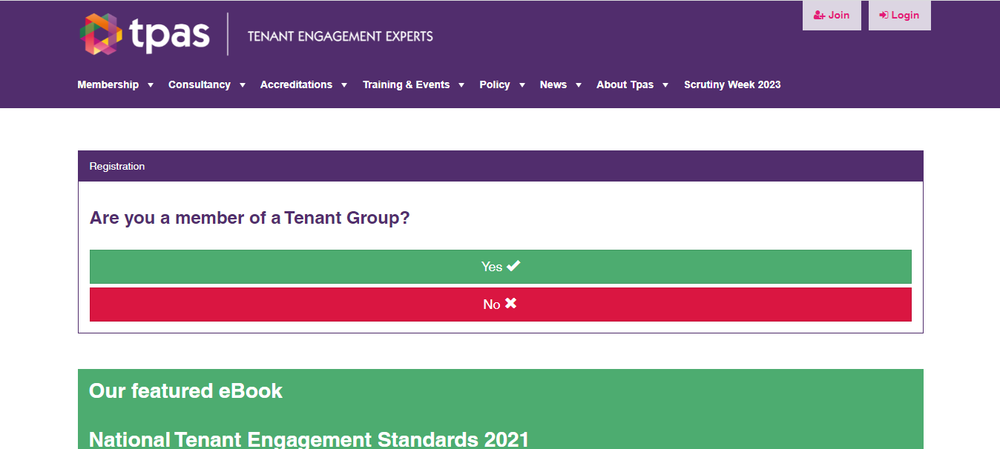 Join
Login
tpas
TENANT ENGAGEMENT EXPERTS
Membership Consultancy Accreditations Training & Events Policy News About Tpas Scrutiny Week 2023
Registration
Are you a member of a Tenant Group?
Yes
No
Our featured eBook
National Tenant Engagement Standards 2021